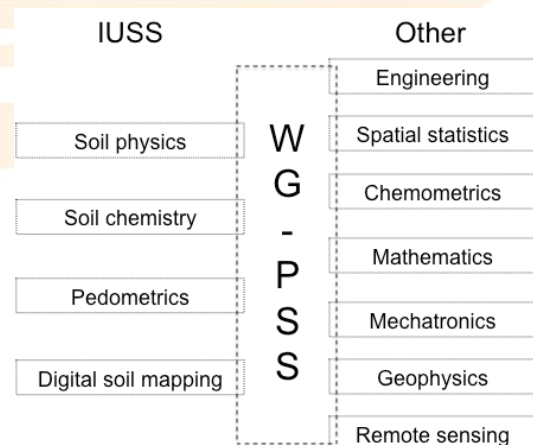 IUSS
Soil physics
Soil chemistry
Pedometrics
Digital soil mapping
W
G
-
P
S
S
Other
Engineering
Spatial statistics
Chemometrics
Mathematics
Mechatronics
Geophysics
Remote sensing